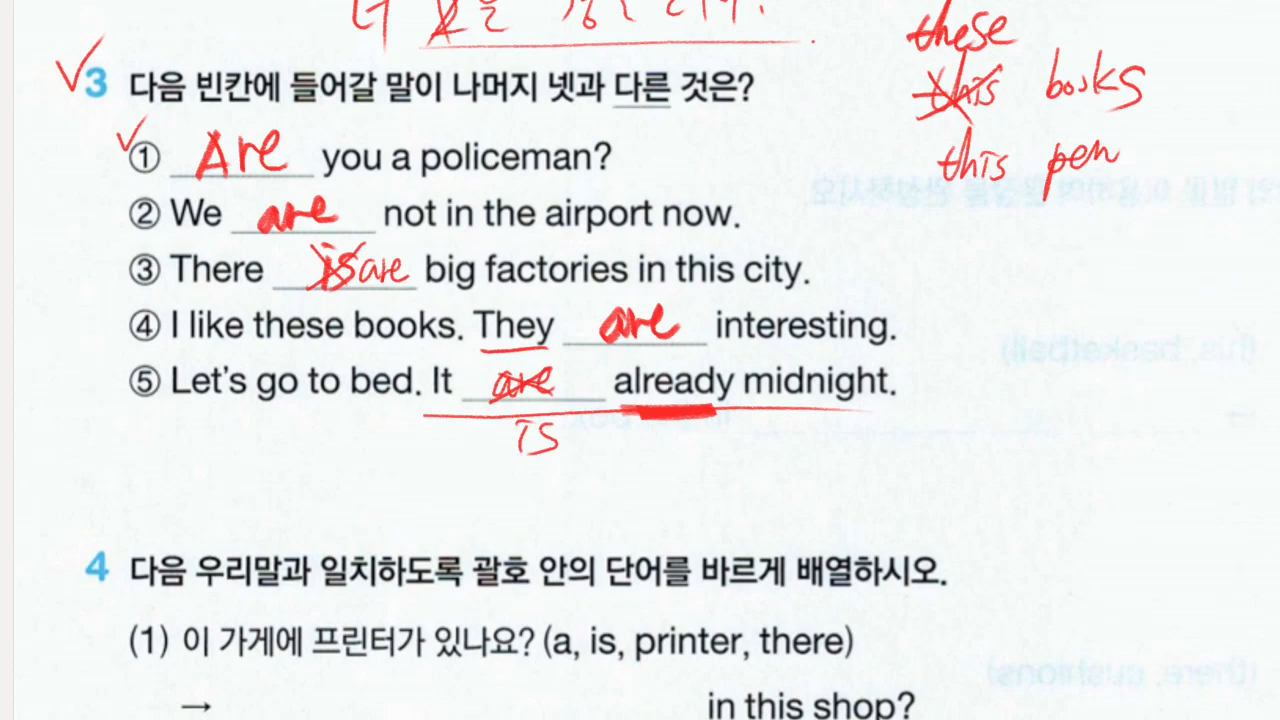 these
this books
this pen
3 다음 빈칸에 들어갈 말이 나머지 넷과 다른 것은?
① Are you a policeman?
② We are not in the airport now.
③ There is are big factories in this city.
④ I like these books. They are interesting.
⑤ Let's go to bed. It are already midnight.
is
4 다음 우리말과 일치하도록 괄호 안의 단어를 바르게 배열하시오.
(1) 이 가게에 프린터가 있나요? (a, is, printer, there)
→ in this shop?